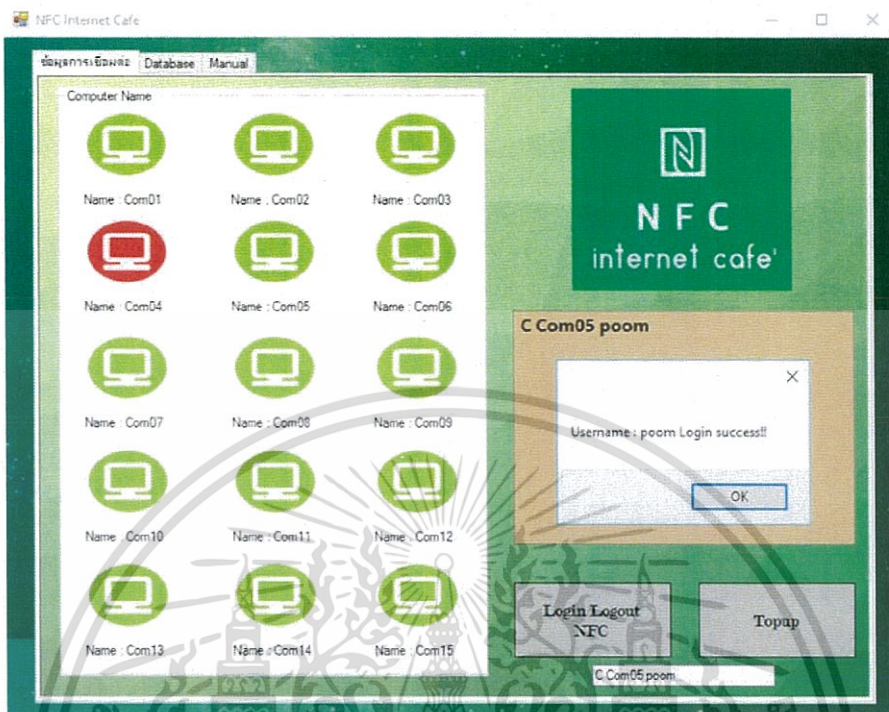 NFC Internet Cafe
ข้อมูลการเชื่อมต่อ Database Manual
Computer Name
Name : Com01 Name : Com02 Name : Com03
Name : Com04 Name : Com05 Name : Com06
Name : Com07 Name : Com08 Name : Com09
Name : Com10 Name : Com11 Name : Com12
Name : Com13 Name : Com14 Name : Com15
N F C
internet cafe'
C Com05 poom
Username : poom Login success!!
OK
Login Logout
NFC
Topup
C Com05 poom